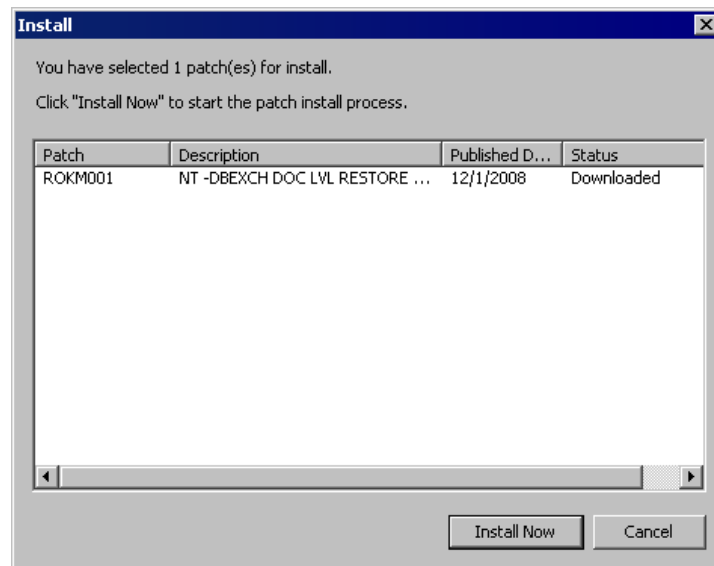 Install
You have selected 1 patch(es) for install.
Click "Install Now" to start the patch install process.
Patch Description Published D... Status
ROKM001 NT -DBEXCH DOC LVL RESTORE ... 12/1/2008 Downloaded
Install Now Cancel